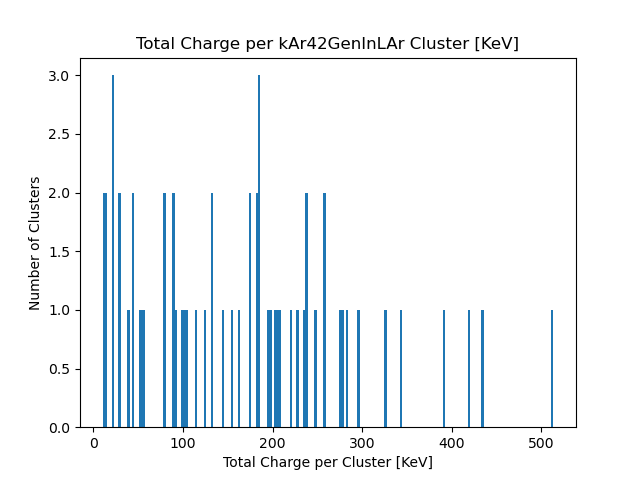 Total Charge per kAr42GenInLAr Cluster [KeV]
3.0
2.5
2.0
1.5
1.0
0.5
0.0
Number of Clusters
0 100 200 300 400 500
Total Charge per Cluster [KeV]